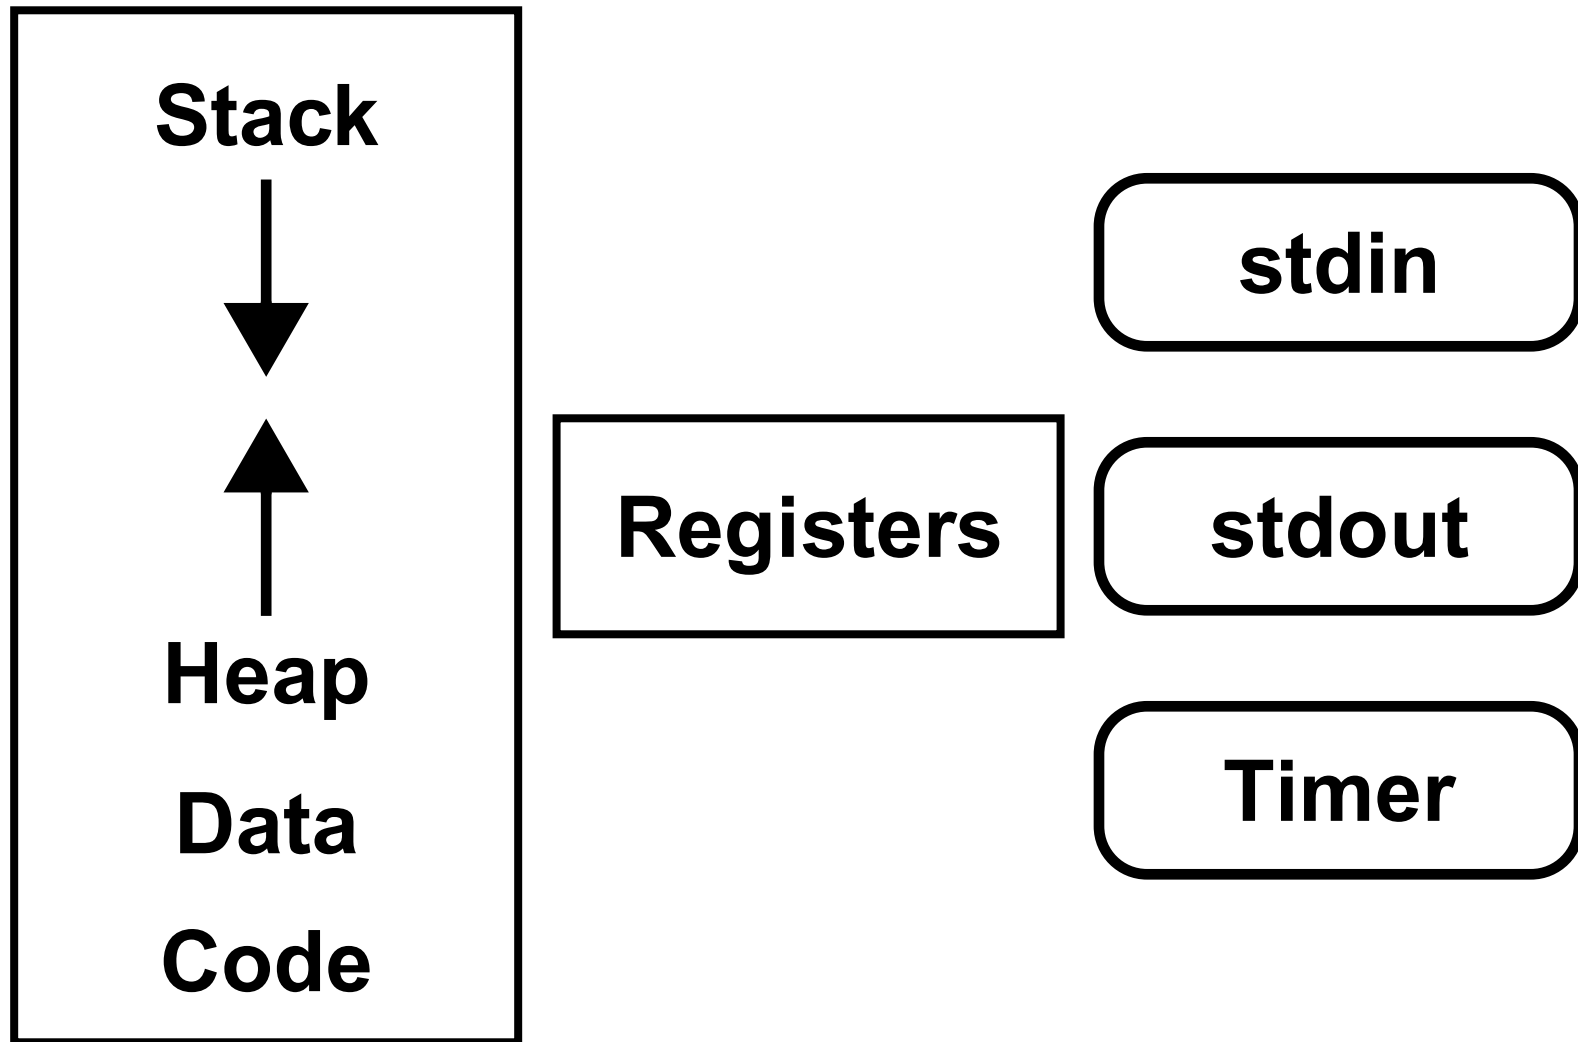 Stack
Heap
Data
Code
Registers
stdin
stdout
Timer